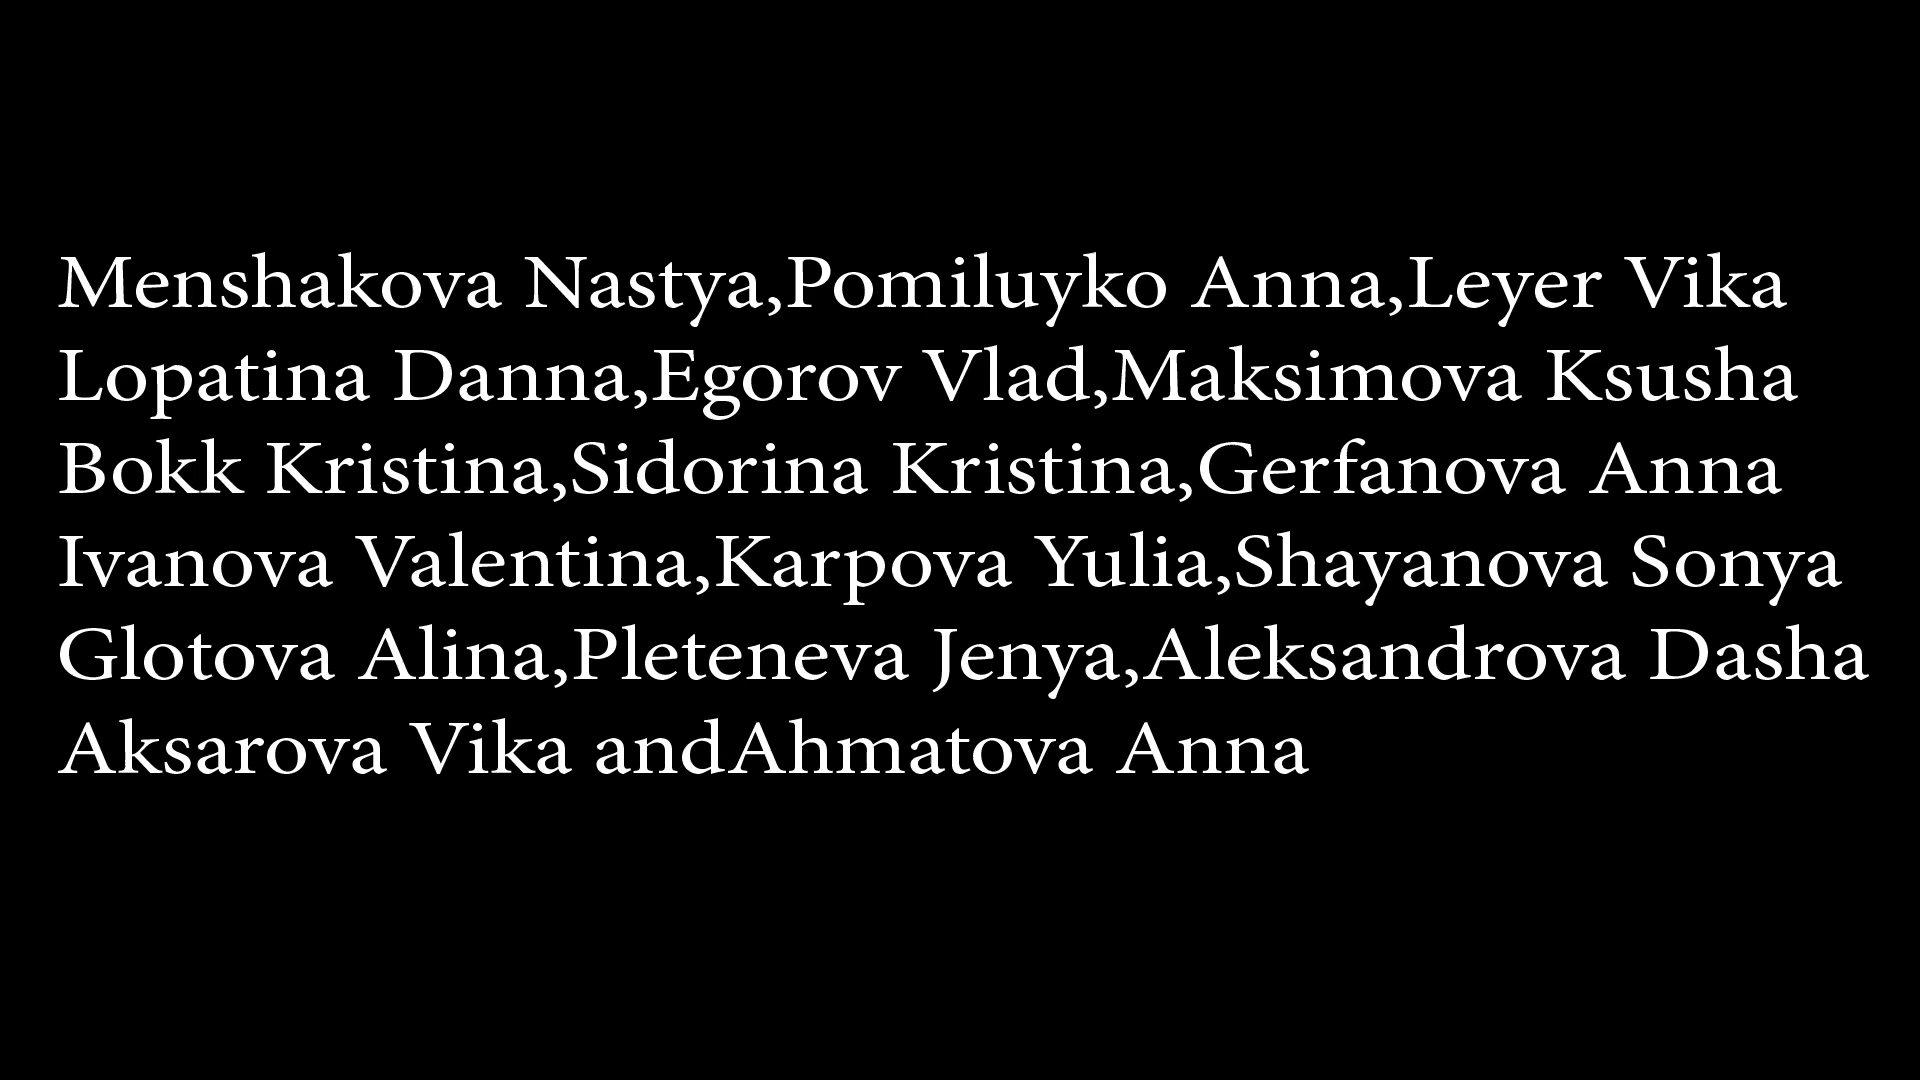 Menshakova Nastya,Pomiluyko Anna,Leyer Vika
Lopatina Danna,Egorov Vlad,Maksimova Ksusha
Bokk Kristina,Sidorina Kristina,Gerfanova Anna
Ivanova Valentina,Karpova Yulia,Shayanova Sonya
Glotova Alina,Pleteneva Jenya,Aleksandrova Dasha
Aksarova Vika andAhmatova Anna